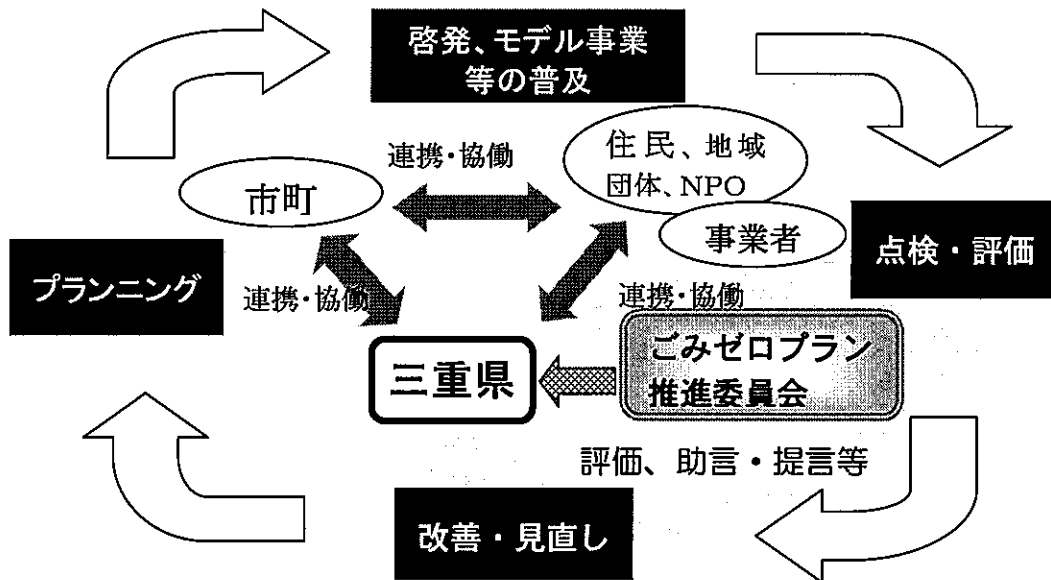 啓発、モデル事業
等の普及
連携・協働
住民、地域
団体、NPO
市町
事業者
点検・評価
プランニング
連携・協働
連携・協働
ごみゼロプラン
推進委員会
三重県
評価、助言・提言等
改善・見直し